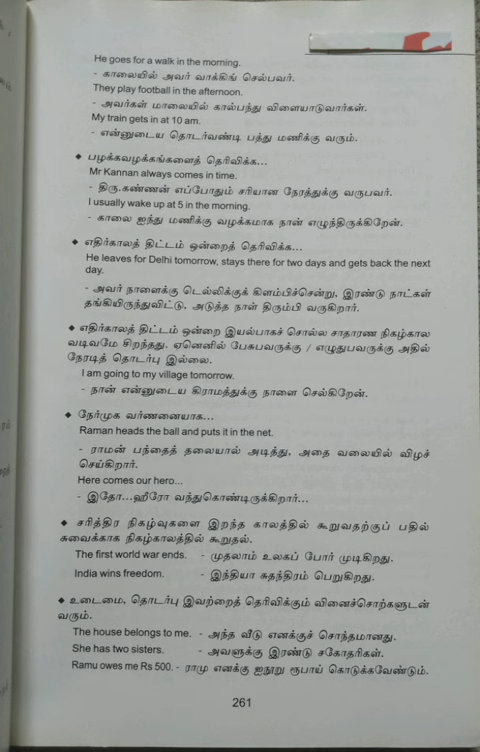 He goes for a walk in the morning.
- காலையில் அவர் வாக்கிங் செல்பவர்.
They play football in the afternoon.
- அவர்கள் மாலையில் கால்பந்து விளையாடுவார்கள்.
My train gets in at 10 am.
- என்னுடைய தொடர்வண்டி பத்து மணிக்கு வரும்.
◆ பழக்கவழக்கங்களைத் தெரிவிக்க...
Mr Kannan always comes in time.
- திரு.கண்ணன் எப்போதும் சரியான நேரத்துக்கு வருபவர்.
I usually wake up at 5 in the morning.
- காலை ஐந்து மணிக்கு வழக்கமாக நான் எழுந்திருக்கிறேன்.
◆ எதிர்காலத் திட்டம் ஒன்றைத் தெரிவிக்க...
He leaves for Delhi tomorrow, stays there for two days and gets back the next
day.
- அவர் நாளைக்கு டெல்லிக்குக் கிளம்பிச்சென்று, இரண்டு நாட்கள்
தங்கியிருந்துவிட்டு, அடுத்த நாள் திரும்பி வருகிறார்.
◆ எதிர்காலத் திட்டம் ஒன்றை இயல்பாகச் சொல்ல சாதாரண நிகழ்கால
வடிவமே சிறந்தது. ஏனெனில் பேசுபவருக்கு / எழுதுபவருக்கு அதில்
நேரடித் தொடர்பு இல்லை.
I am going to my village tomorrow.
- நான் என்னுடைய கிராமத்துக்கு நாளை செல்கிறேன்.
◆ நேர்முக வர்ணனையாக...
Raman heads the ball and puts it in the net.
- ராமன் பந்தைத் தலையால் அடித்து, அதை வலையில் விழச்
செய்கிறார்.
Here comes our hero...
- இதோ...ஹீரோ வந்துகொண்டிருக்கிறார்...
◆ சரித்திர நிகழ்வுகளை இறந்த காலத்தில் கூறுவதற்குப் பதில்
சுவைக்காக நிகழ்காலத்தில் கூறுதல்.
The first world war ends. - முதலாம் உலகப் போர் முடிகிறது.
India wins freedom. - இந்தியா சுதந்திரம் பெறுகிறது.
◆ உடைமை, தொடர்பு இவற்றைத் தெரிவிக்கும் வினைச்சொற்களுடன்
வரும்.
The house belongs to me. - அந்த வீடு எனக்குச் சொந்தமானது.
She has two sisters. - அவளுக்கு இரண்டு சகோதரிகள்.
Ramu owes me Rs 500. - ராமு எனக்கு ஐநூறு ரூபாய் கொடுக்கவேண்டும்.
261